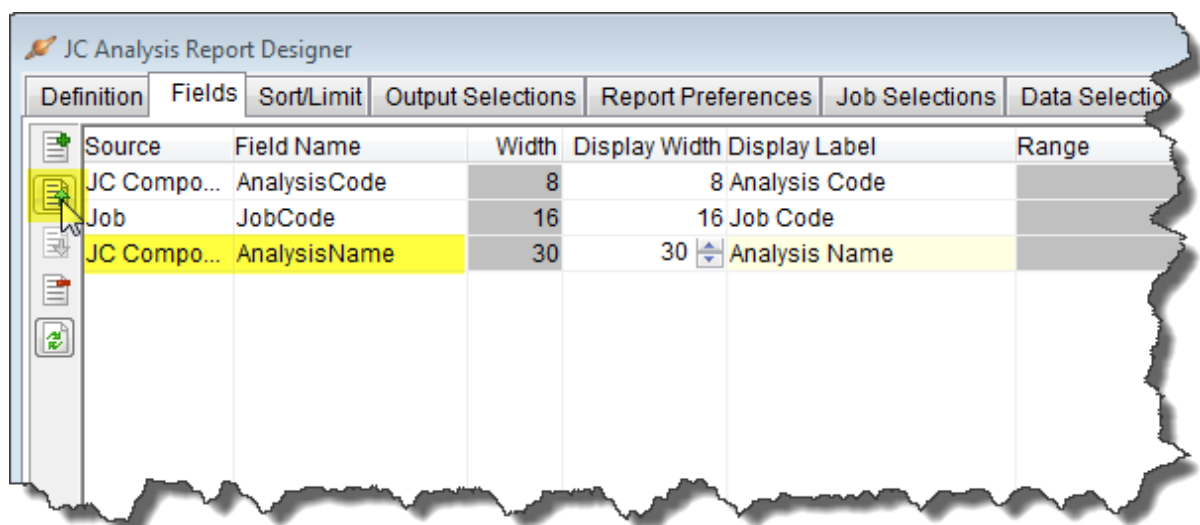 JC Analysis Report Designer
Definition Fields Sort/Limit Output Selections Report Preferences Job Selections Data Selectio
Source Field Name Width Display Width Display Label Range
JC Compo... AnalysisCode 8 8 Analysis Code
Job JobCode 16 16 Job Code
JC Compo... AnalysisName 30 30 Analysis Name